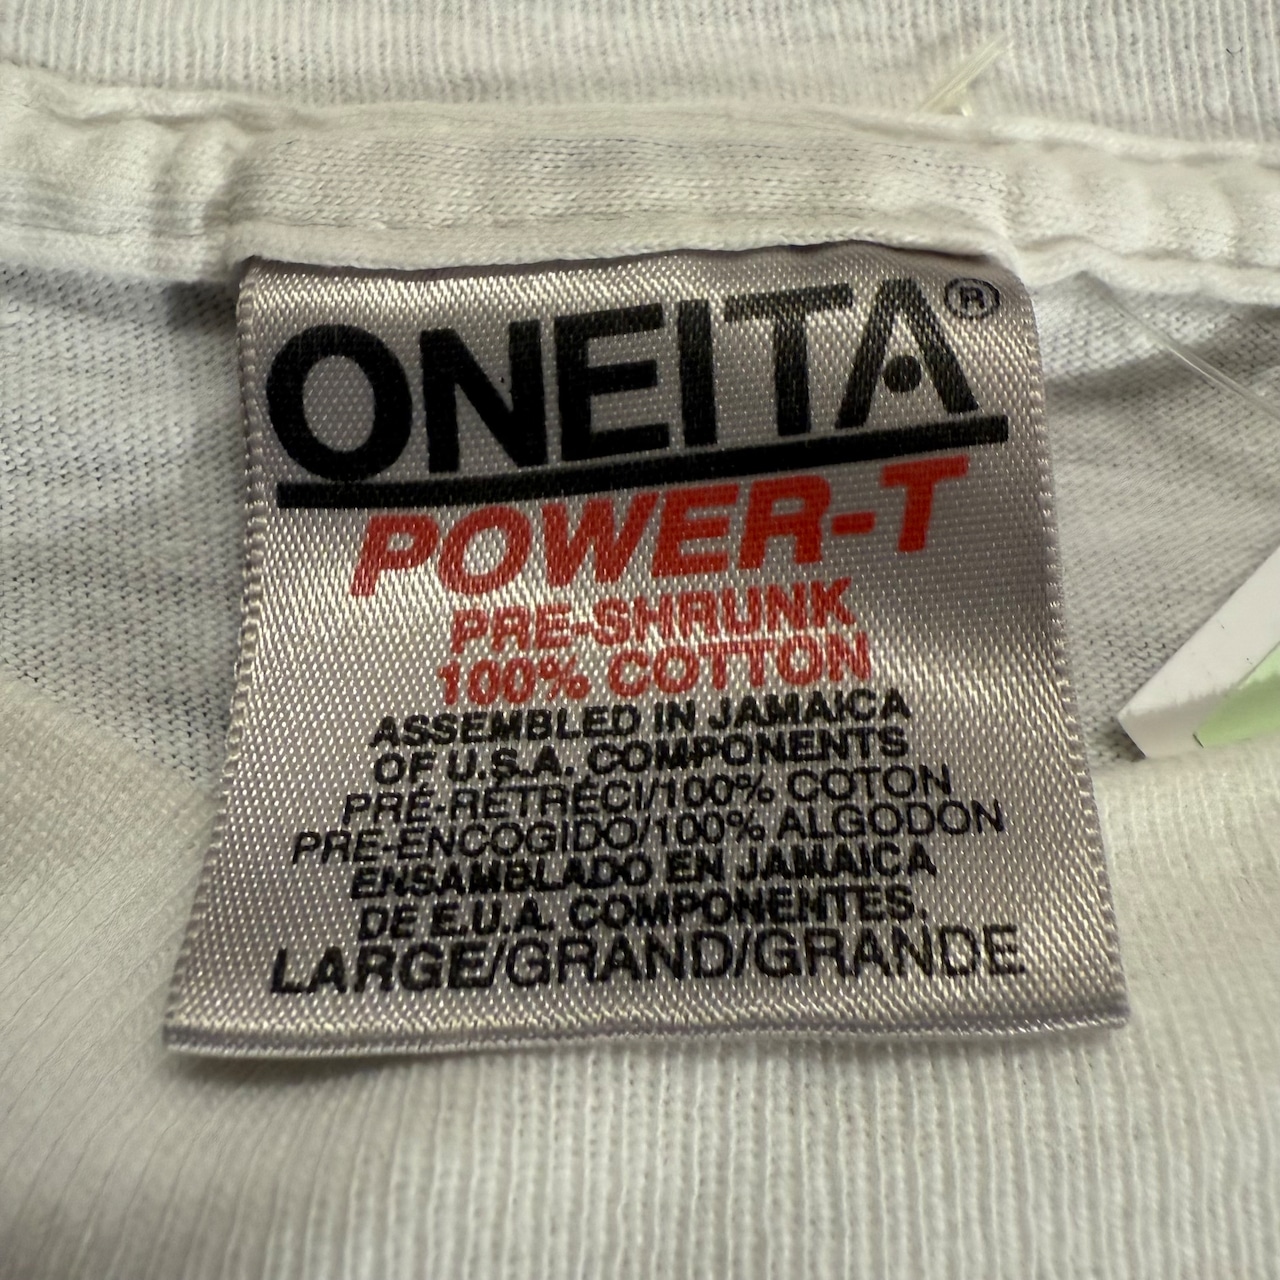 ONEITA®
POWER-T
PRE-SHRUNK
100% COTTON
ASSEMBLED IN JAMAICA
OF U.S.A. COMPONENTS
PRÉ-RÉTRÉCI/100% COTON
PRE-ENCOGIDO/100% ALGODON
ENSAMBLADO EN JAMAICA
DE E.U.A. COMPONENTES.
LARGE/GRAND/GRANDE